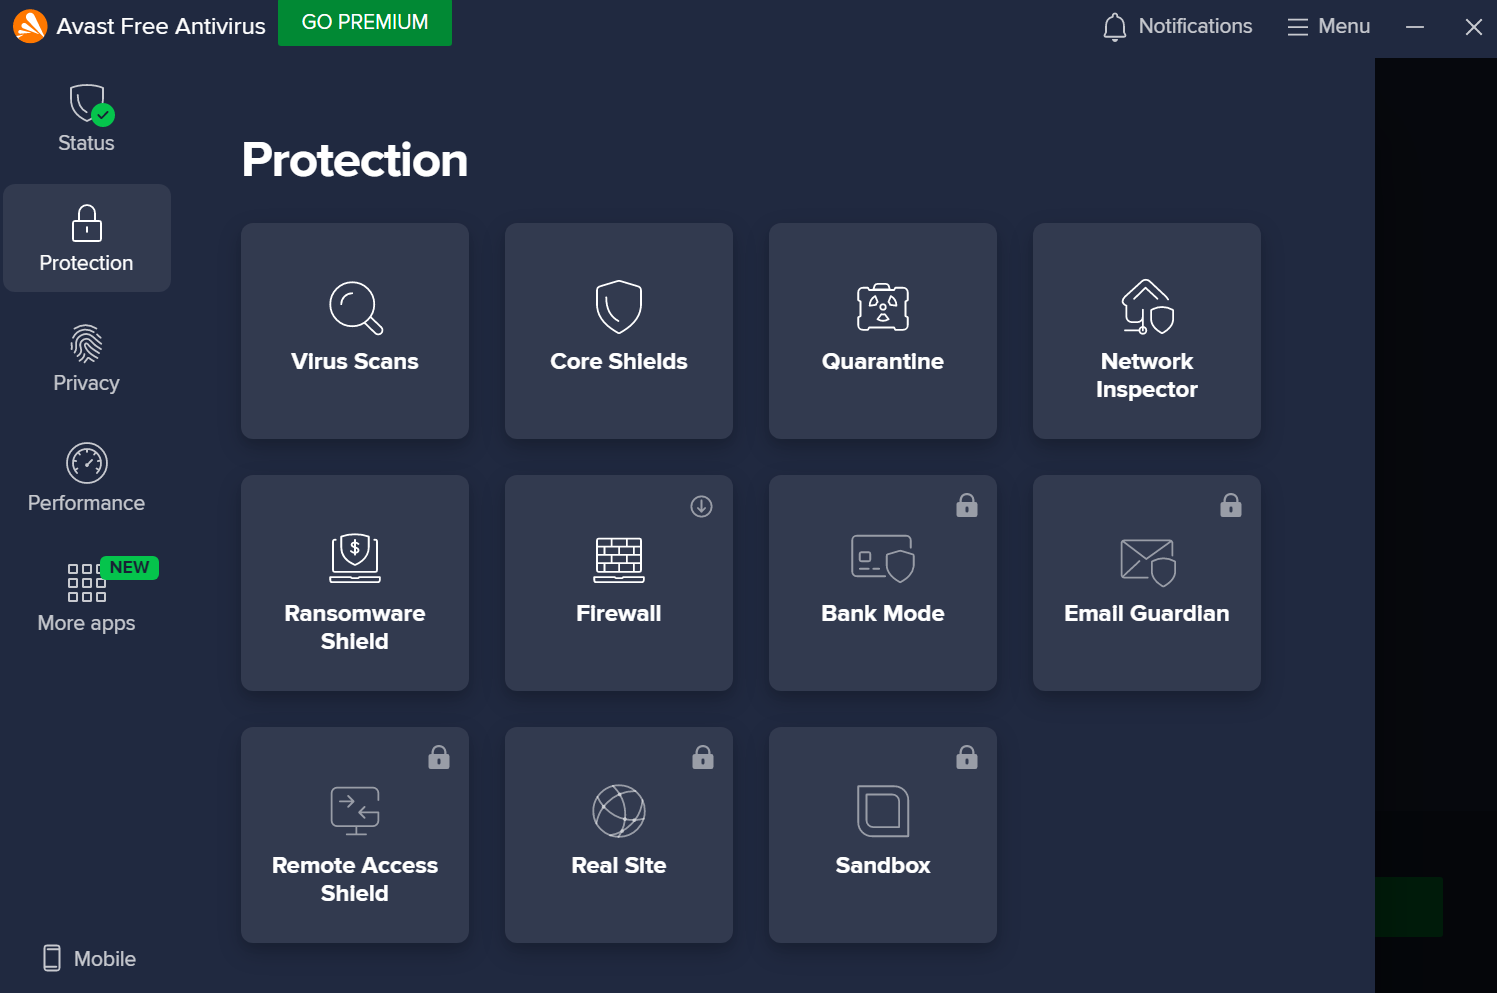 Avast Free Antivirus
GO PREMIUM
Notifications
Menu
Status
Protection
Privacy
Performance
NEW
More apps
Mobile
Protection
Virus Scans
Core Shields
Quarantine
Network
Inspector
$
Ransomware
Shield
Firewall
Bank Mode
Email Guardian
Remote Access
Shield
Real Site
Sandbox